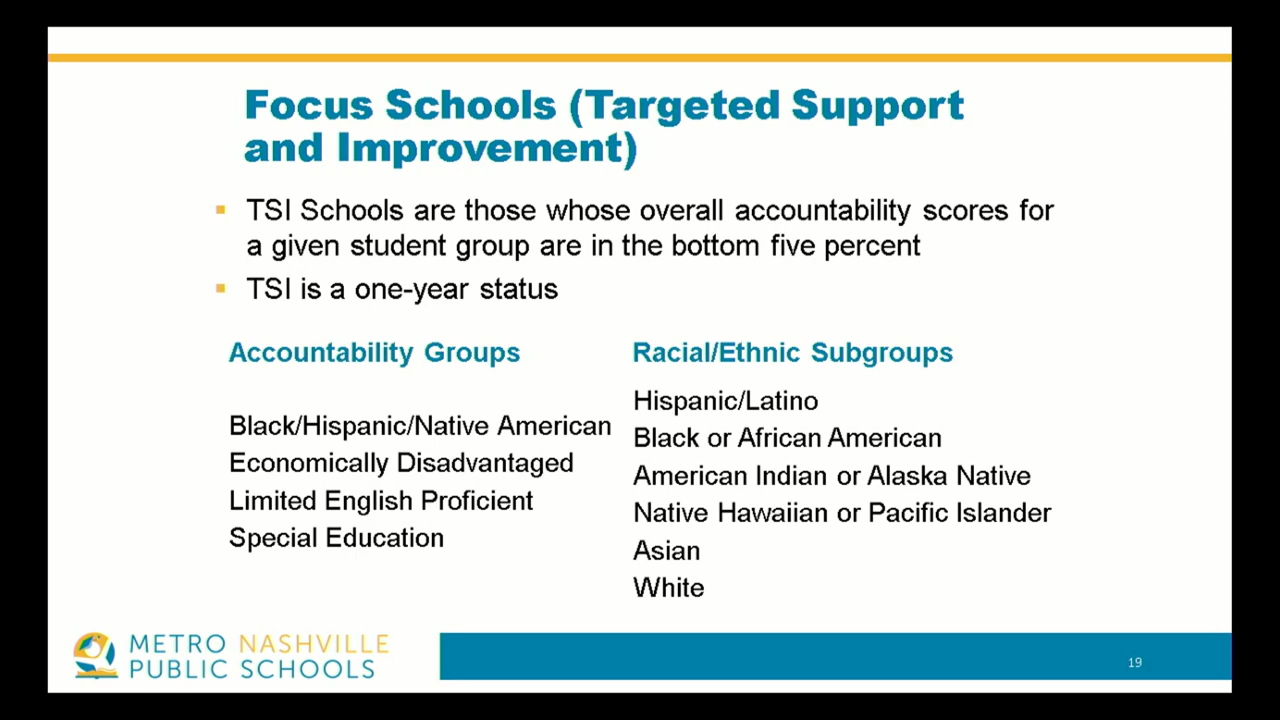 Focus Schools (Targeted Support
and Improvement)
▪ TSI Schools are those whose overall accountability scores for
a given student group are in the bottom five percent
▪ TSI is a one-year status
Accountability Groups
Black/Hispanic/Native American
Economically Disadvantaged
Limited English Proficient
Special Education
Racial/Ethnic Subgroups
Hispanic/Latino
Black or African American
American Indian or Alaska Native
Native Hawaiian or Pacific Islander
Asian
White
METRO NASHVILLE
PUBLIC SCHOOLS
19